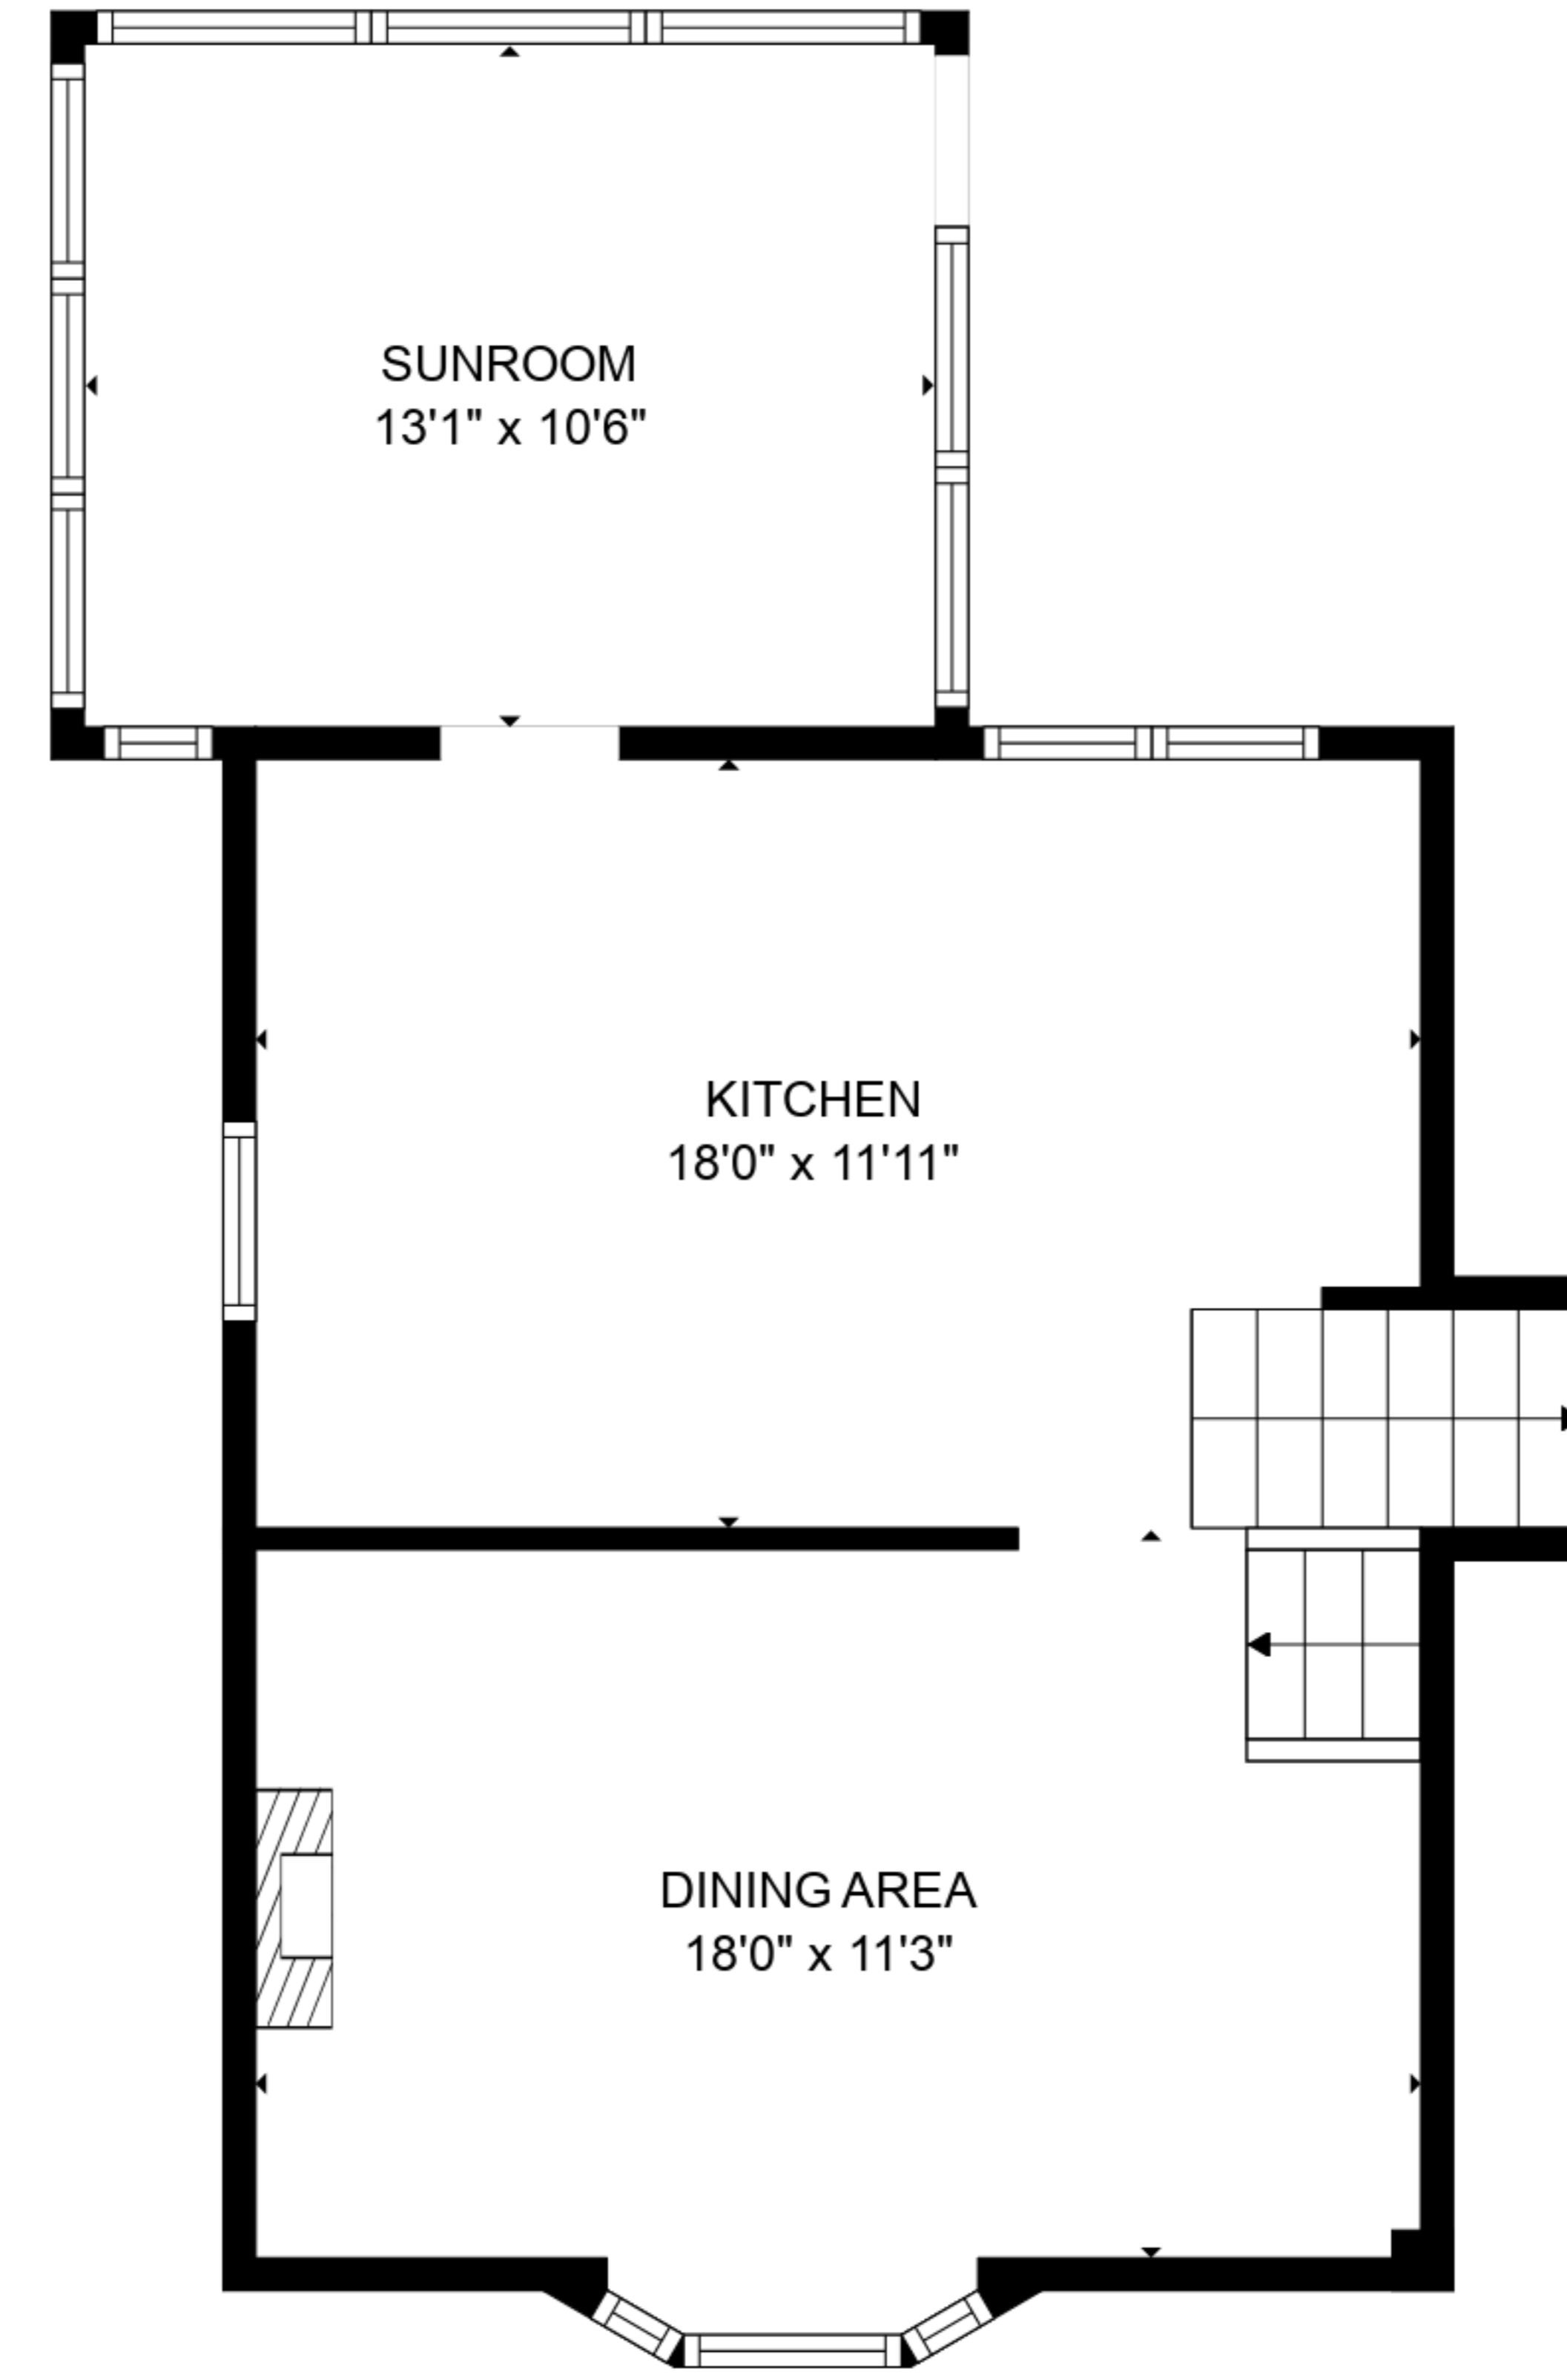 SUNROOM
13'1" x 10'6"
KITCHEN
18'0" x 11'11"
DINING AREA
18'0" x 11'3"